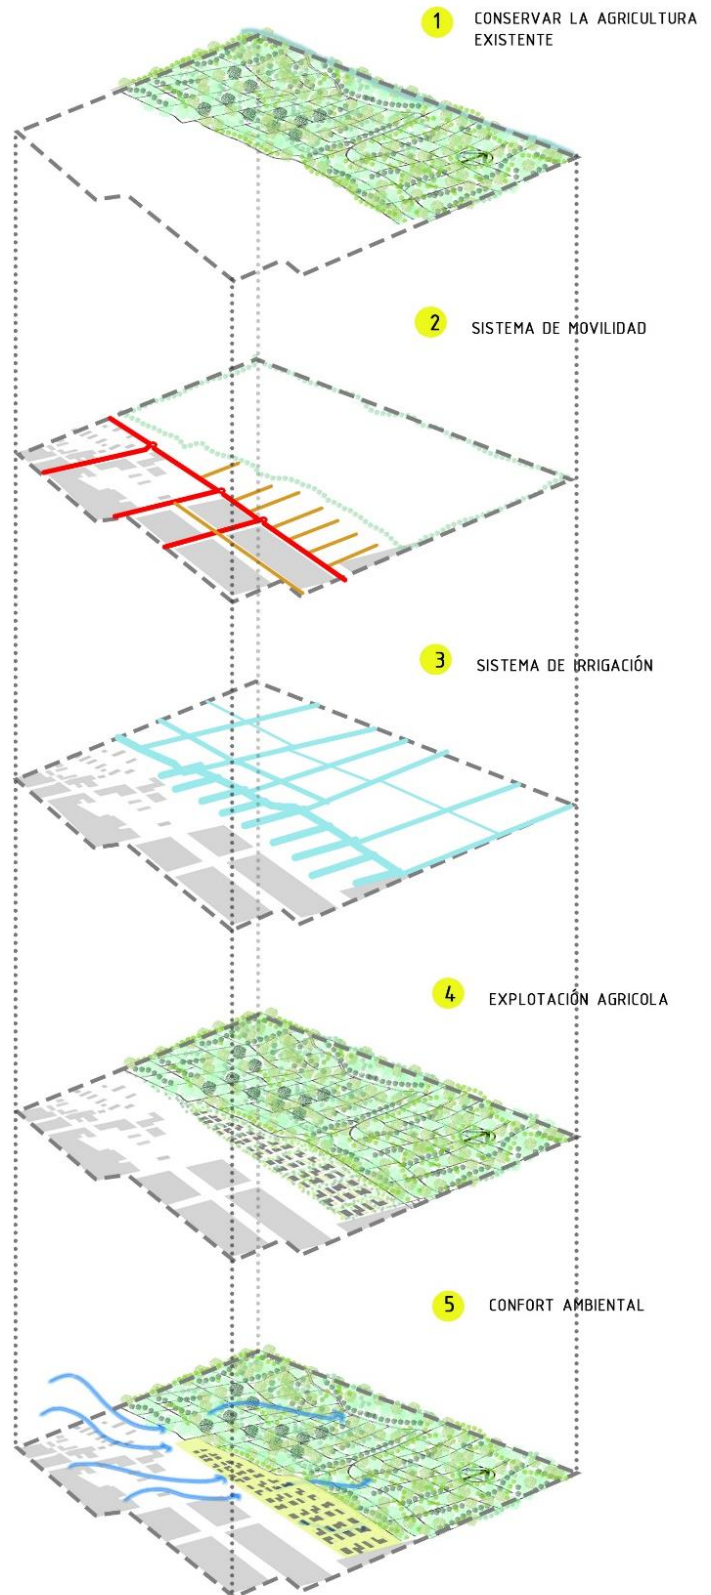 1 CONSERVAR LA AGRICULTURA
EXISTENTE
2 SISTEMA DE MOVILIDAD
3 SISTEMA DE IRRIGACIÓN
4 EXPLOTACIÓN AGRICOLA
5 CONFORT AMBIENTAL